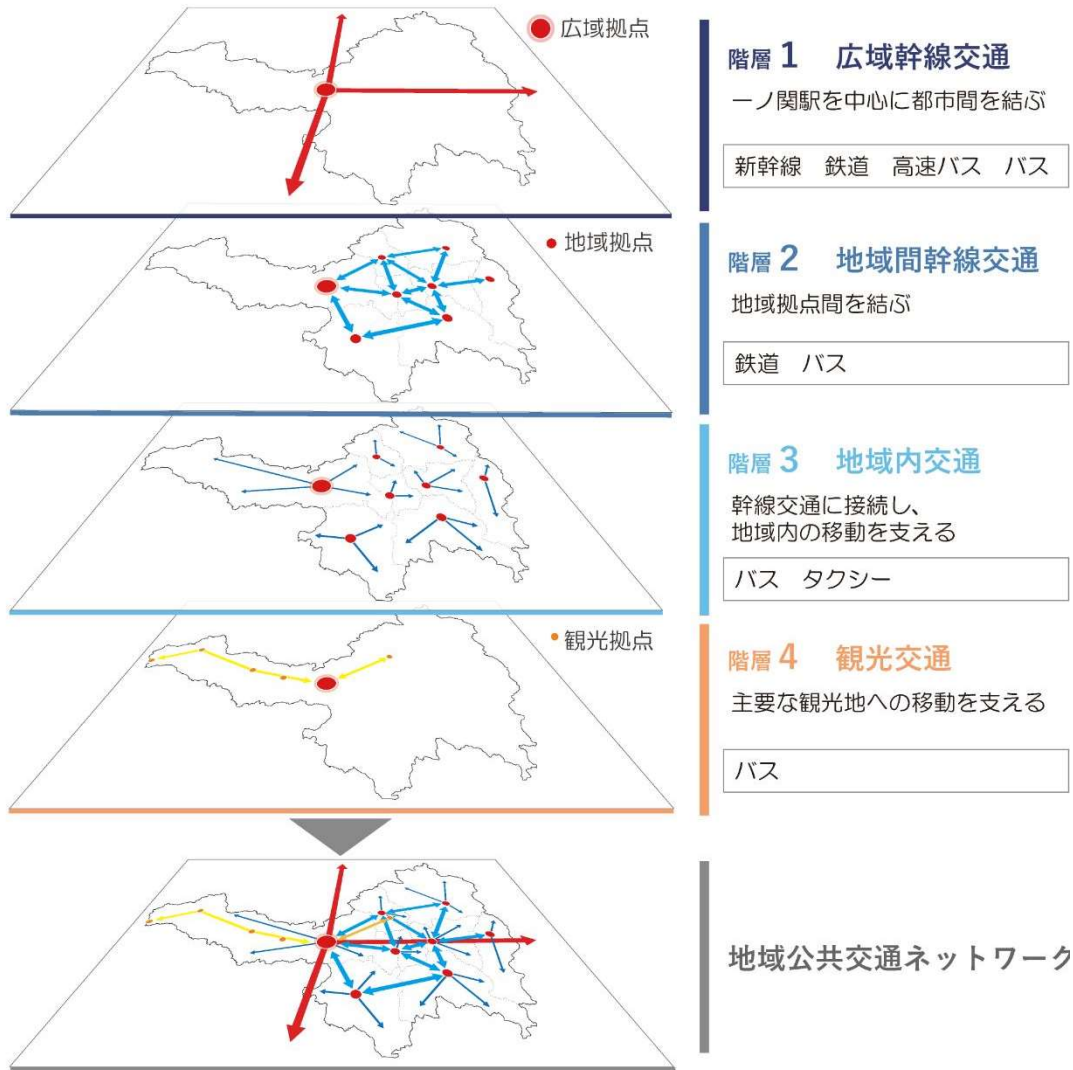 広域拠点
階層 1 広域幹線交通
一ノ関駅を中心に都市間を結ぶ
新幹線 鉄道 高速バス バス
地域拠点
階層 2 地域間幹線交通
地域拠点間を結ぶ
鉄道 バス
階層 3 地域内交通
幹線交通に接続し、
地域内の移動を支える
バス タクシー
観光拠点
階層 4 観光交通
主要な観光地への移動を支える
バス
地域公共交通ネットワーク